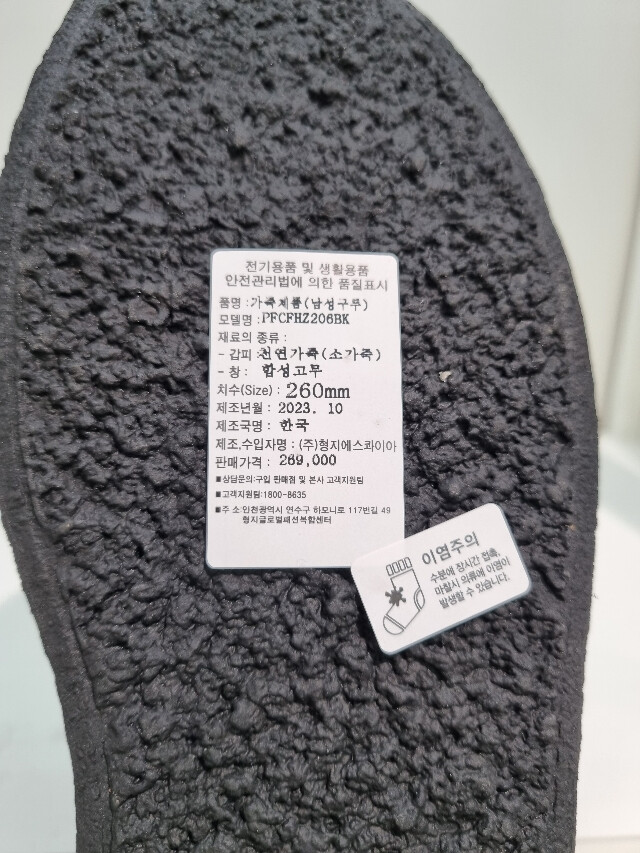 전기용품 및 생활용품
안전관리법에 의한 품질표시
품명 : 가죽제품(남성구두)
모델명 : PFCFHZ206BK
재료의 종류 :
- 갑피 : 천연가죽(소가죽)
- 창 : 합성고무
치수(Size) : 260mm
제조년월 : 2023. 10
제조국명 : 한국
제조,수입자명 : (주)형지에스콰이아
판매가격 : 269,000
■상담문의:구입 판매점 및 본사 고객지원팀
■고객지원팀:1800-8635
■주 소:인천광역시 연수구 하모니로 117번길 49
형지글로벌패션복합센터
이염주의
수분에 장시간 접촉,
마찰시 의류에 이염이
발생할 수 있습니다.